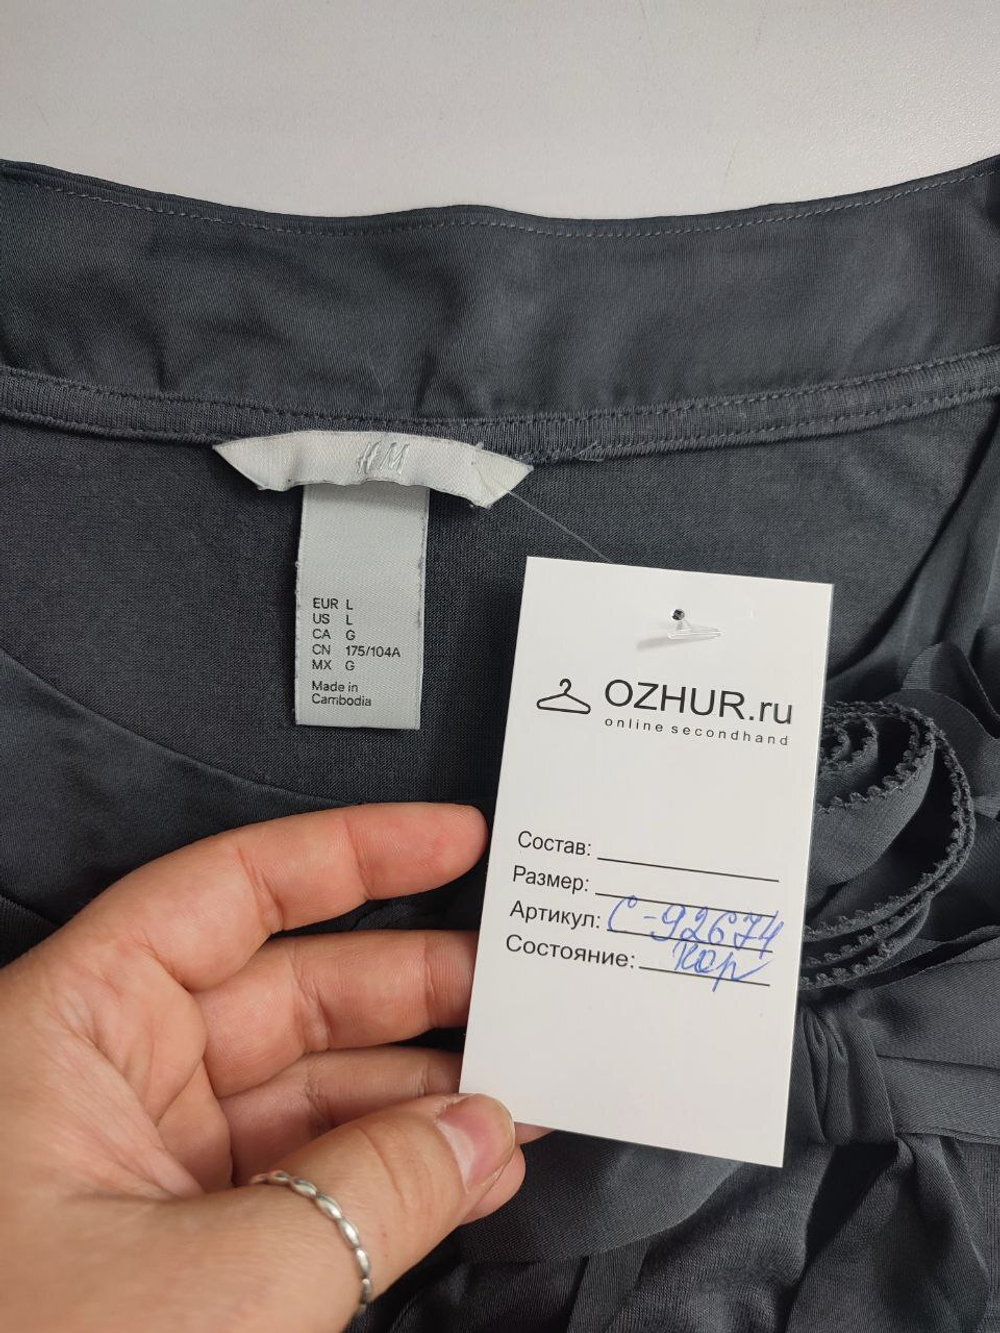 H&M
EUR L
US L
CA G
CN 175/104A
MX G
Made in
Cambodia
OZHUR.ru
online secondhand
Состав:
Размер:
Артикул: С-92674
Состояние: Хор